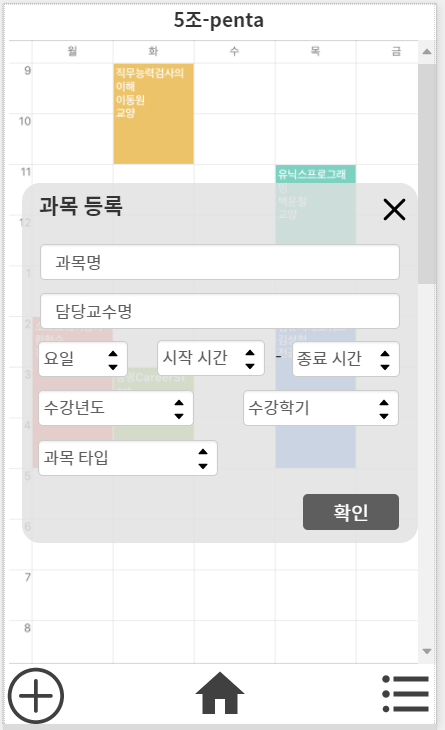 5조-penta
월 화 수 목 금
9
직무능력검사의
이해
이동원
교양
10
11
유닉스프로그래
밍
교양
12
과목 등록
과목명
1
담당교수명
2
요일
시작 시간 - 종료 시간
3
수강년도
수강학기
4
과목 타입
5
확인
6
7
8